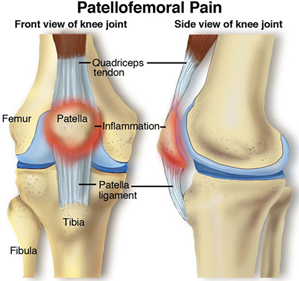 Patellofemoral Pain
Front view of knee joint
Side view of knee joint
Quadriceps
tendon
Femur
Patella
Inflammation
Patella
ligament
Tibia
Fibula